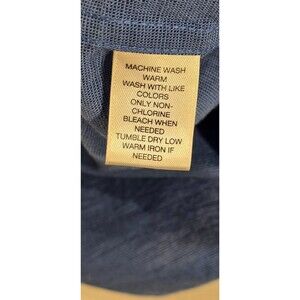 MACHINE WASH
WARM
WASH WITH LIKE
COLORS
ONLY NON-
CHLORINE
BLEACH WHEN
NEEDED
TUMBLE DRY LOW
WARM IRON IF
NEEDED